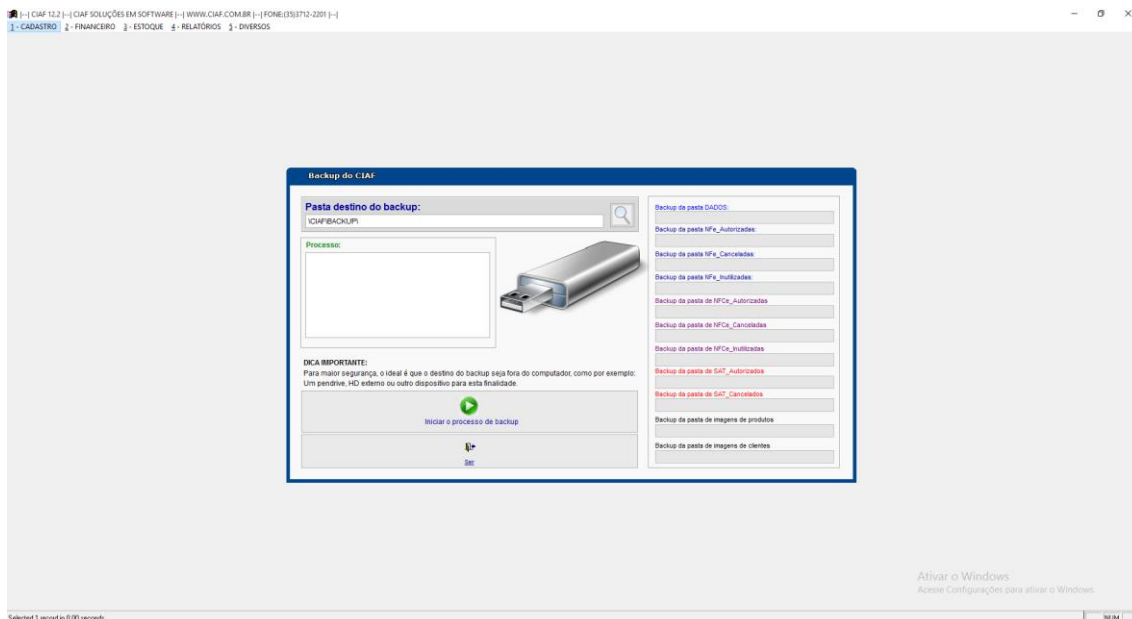 |--| CIAF 12.2 |--| CIAF SOLUÇÕES EM SOFTWARE |--| WWW.CIAF.COM.BR |--| FONE:(35)3712-2201 |--|
1 - CADASTRO 2 - FINANCEIRO 3 - ESTOQUE 4 - RELATÓRIOS 5 - DIVERSOS
Backup do CIAF
Pasta destino do backup:
\CIAF\BACKUP\
Processo:
DICA IMPORTANTE:
Para maior segurança, o ideal é que o destino do backup seja fora do computador, como por exemplo:
Um pendrive, HD externo ou outro dispositivo para esta finalidade.
Iniciar o processo de backup
Sair
Backup da pasta DADOS:
Backup da pasta NFe_Autorizadas:
Backup da pasta NFe_Canceladas:
Backup da pasta NFe_Inutilizadas:
Backup da pasta de NFCe_Autorizadas
Backup da pasta de NFCe_Canceladas
Backup da pasta de NFCe_Inutilizadas
Backup da pasta de SAT_Autorizados
Backup da pasta de SAT_Cancelados
Backup da pasta de imagens de produtos
Backup da pasta de imagens de clientes
Ativar o Windows
Acesse Configurações para ativar o Windows.
Selected 1 record in 0,00 seconds
NUM